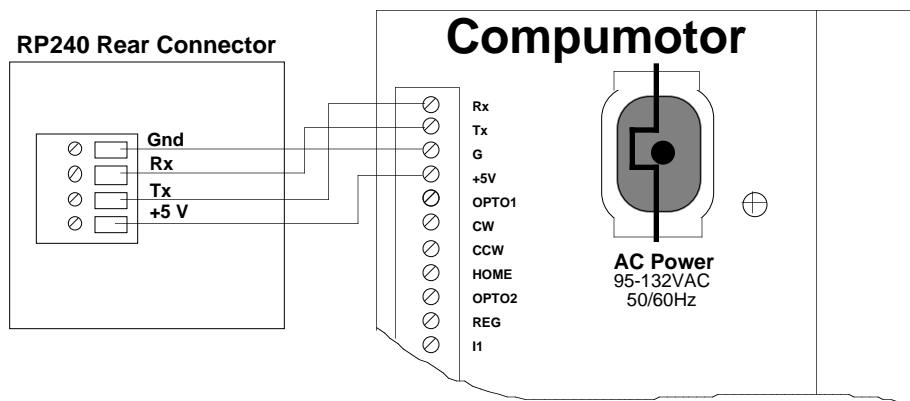 Compumotor
RP240 Rear Connector
Gnd
Rx
Tx
+5 V
Rx
Tx
G
+5V
OPTO1
CW
CCW
HOME
OPTO2
REG
I1
AC Power
95-132VAC
50/60Hz